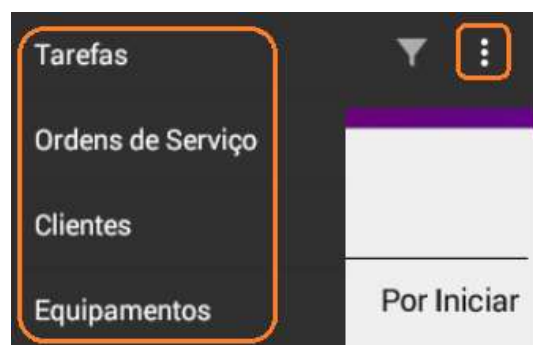 Tarefas
Ordens de Serviço
Clientes
Equipamentos
Por Iniciar